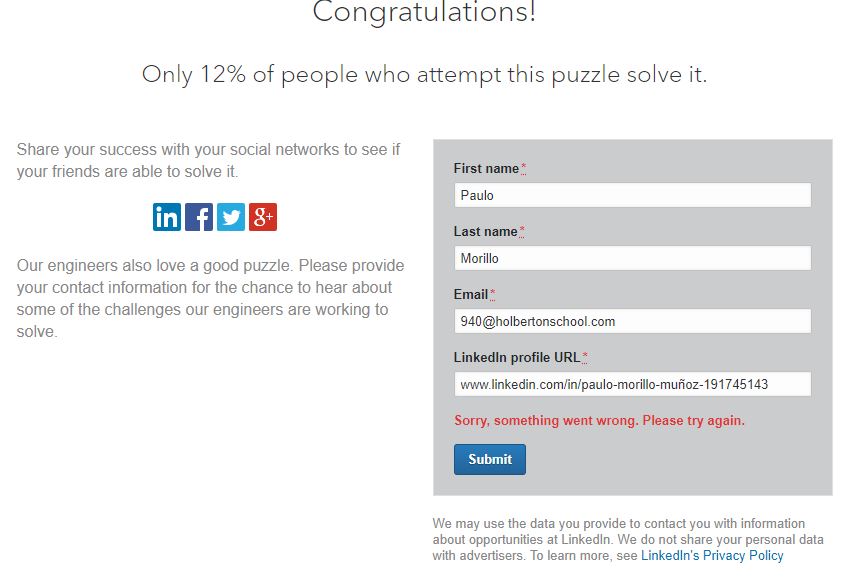 Congratulations!
Only 12% of people who attempt this puzzle solve it.
Share your success with your social networks to see if
your friends are able to solve it.
in f g+
Our engineers also love a good puzzle. Please provide
your contact information for the chance to hear about
some of the challenges our engineers are working to
solve.
First name*
Paulo
Last name*
Morillo
Email*
940@holbertonschool.com
LinkedIn profile URL*
www.linkedin.com/in/paulo-morillo-muñoz-191745143
Sorry, something went wrong. Please try again.
Submit
We may use the data you provide to contact you with information
about opportunities at LinkedIn. We do not share your personal data
with advertisers. To learn more, see LinkedIn's Privacy Policy